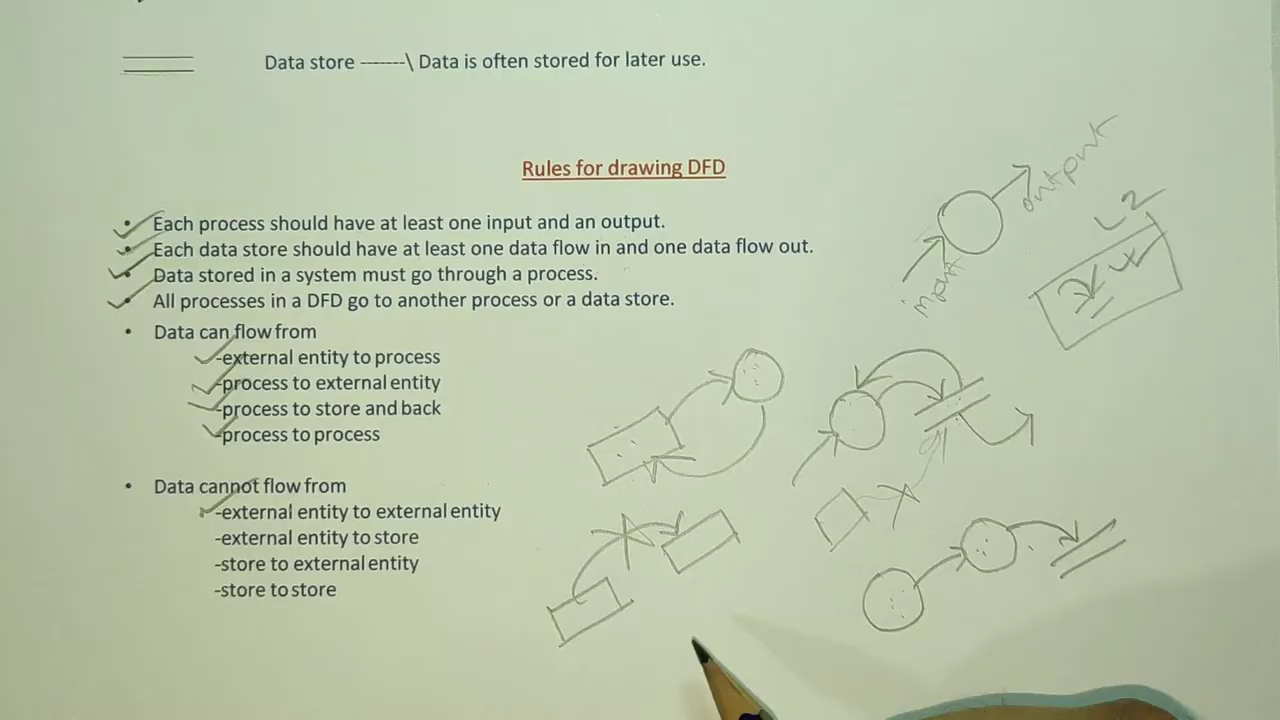 Data store -------\ Data is often stored for later use.
Rules for drawing DFD
• Each process should have at least one input and an output.
• Each data store should have at least one data flow in and one data flow out.
• Data stored in a system must go through a process.
• All processes in a DFD go to another process or a data store.
• Data can flow from
-external entity to process
-process to external entity
-process to store and back
-process to process
• Data cannot flow from
-external entity to external entity
-external entity to store
-store to external entity
-store to store
input
output
L2